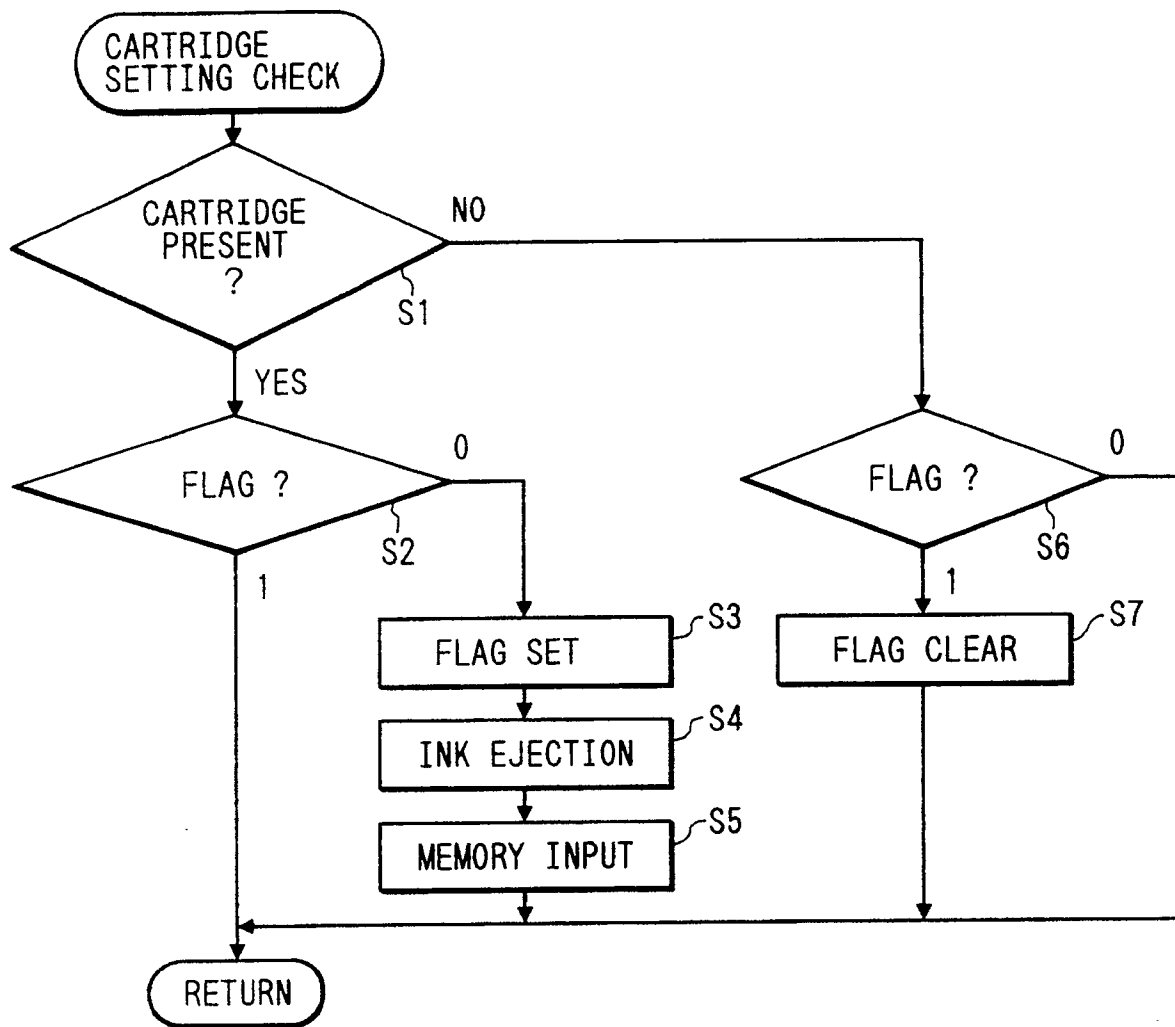 CARTRIDGE
SETTING CHECK
CARTRIDGE
PRESENT
?
NO
S1
YES
FLAG ?
0
S2
1
FLAG ?
0
S6
1
FLAG SET
S3
FLAG CLEAR
S7
INK EJECTION
S4
MEMORY INPUT
S5
RETURN